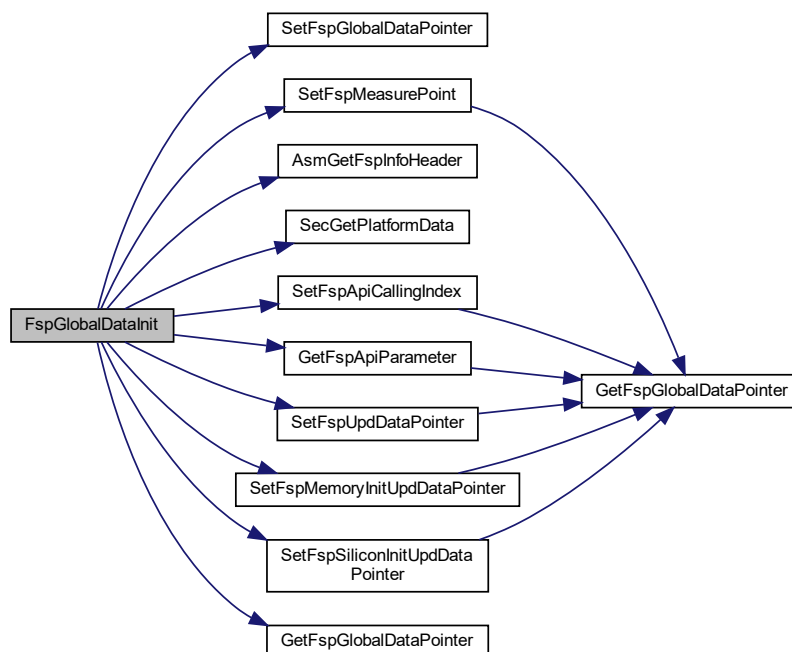 SetFspGlobalDataPointer
SetFspMeasurePoint
AsmGetFspInfoHeader
SecGetPlatformData
SetFspApiCallingIndex
FspGlobalDataInit
GetFspApiParameter
GetFspGlobalDataPointer
SetFspUpdDataPointer
SetFspMemoryInitUpdDataPointer
SetFspSiliconInitUpdData
Pointer
GetFspGlobalDataPointer